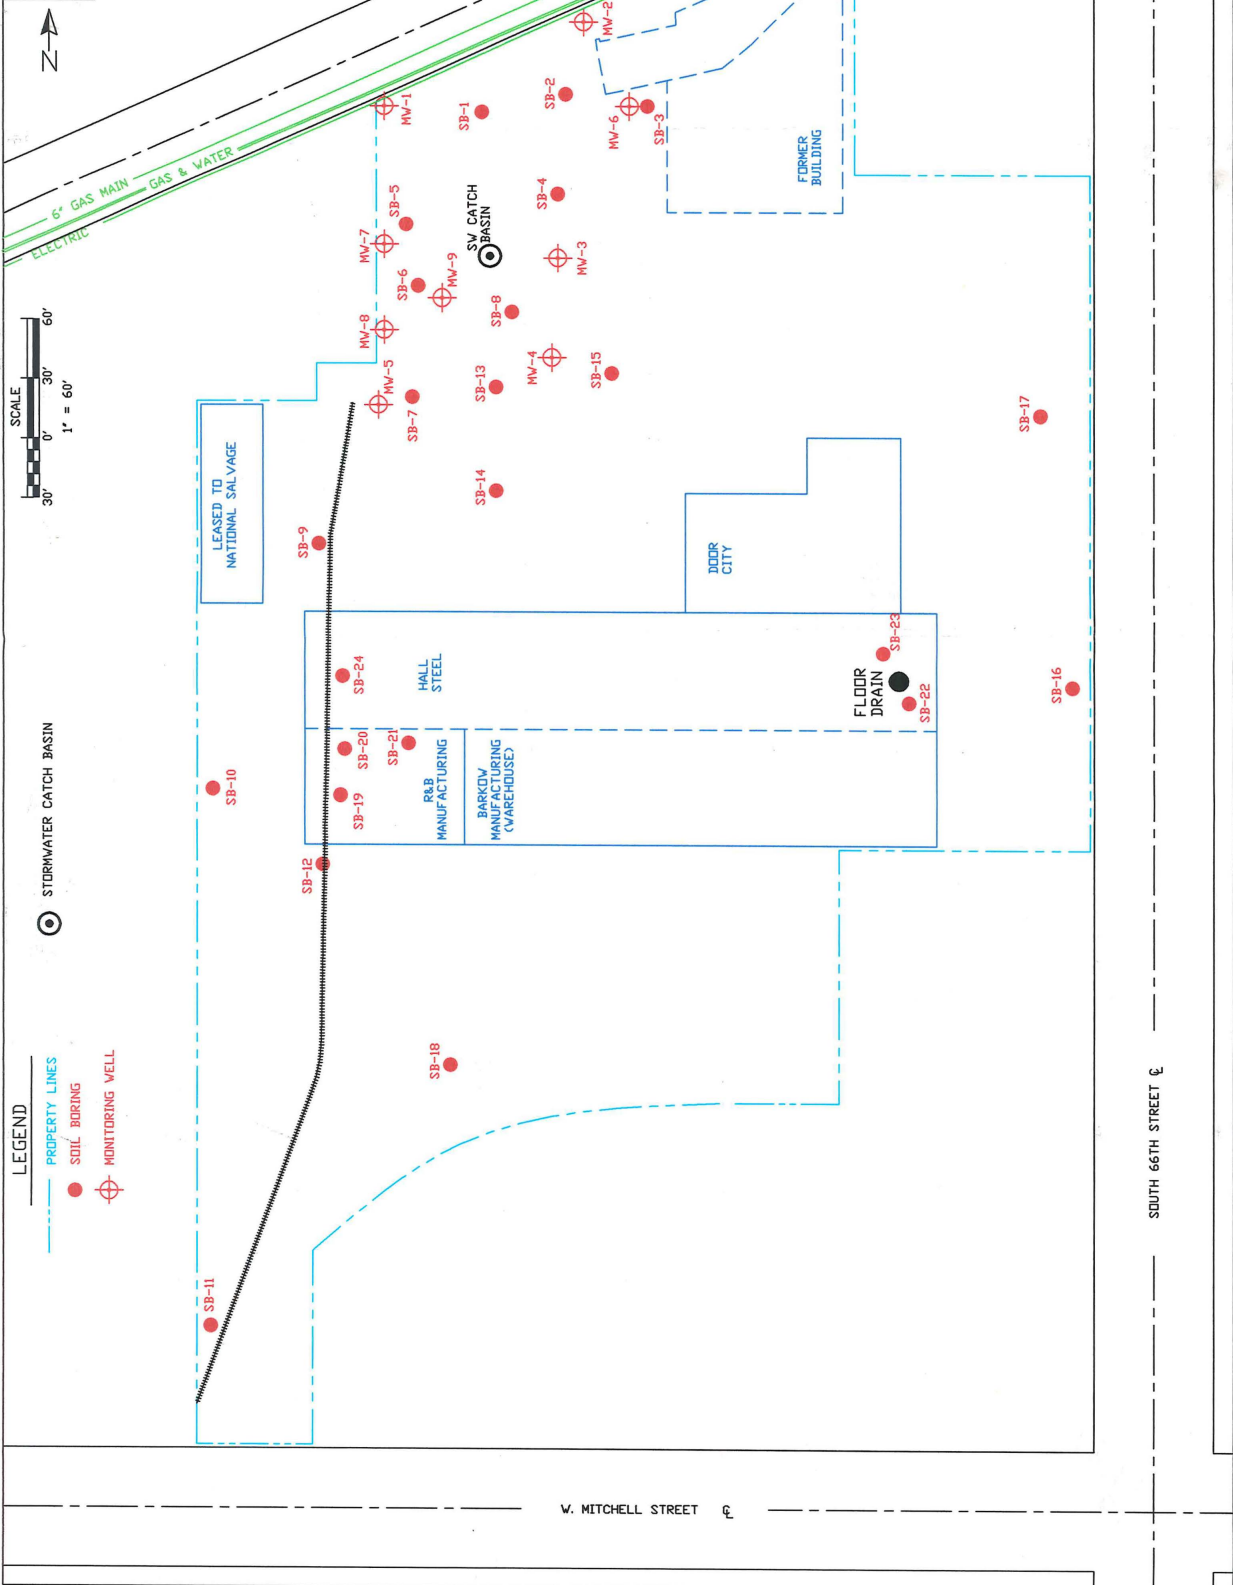 N
SCALE
30'
0'
30'
60'
1" = 60'
6" GAS MAIN
GAS & WATER
ELECTRIC
LEGEND
PROPERTY LINES
SOIL BORING
MONITORING WELL
STORMWATER CATCH BASIN
MW-2
MW-1
SB-1
SB-2
MW-6
SB-3
FORMER
BUILDING
SB-4
SB-5
MW-7
SW CATCH
BASIN
MW-3
SB-6
MW-9
SB-8
MW-8
MW-5
SB-7
SB-13
MW-4
SB-15
SB-17
LEASED TO
NATIONAL SALVAGE
SB-14
SB-9
DOOR
CITY
SB-24
HALL
STEEL
SB-23
FLOOR
DRAIN
SB-22
SB-16
SB-20
SB-21
SB-19
R&B
MANUFACTURING
BARKOW
MANUFACTURING
(WAREHOUSE)
SB-10
SB-12
SB-18
SB-11
SOUTH 66TH STREET ℄
W. MITCHELL STREET ℄